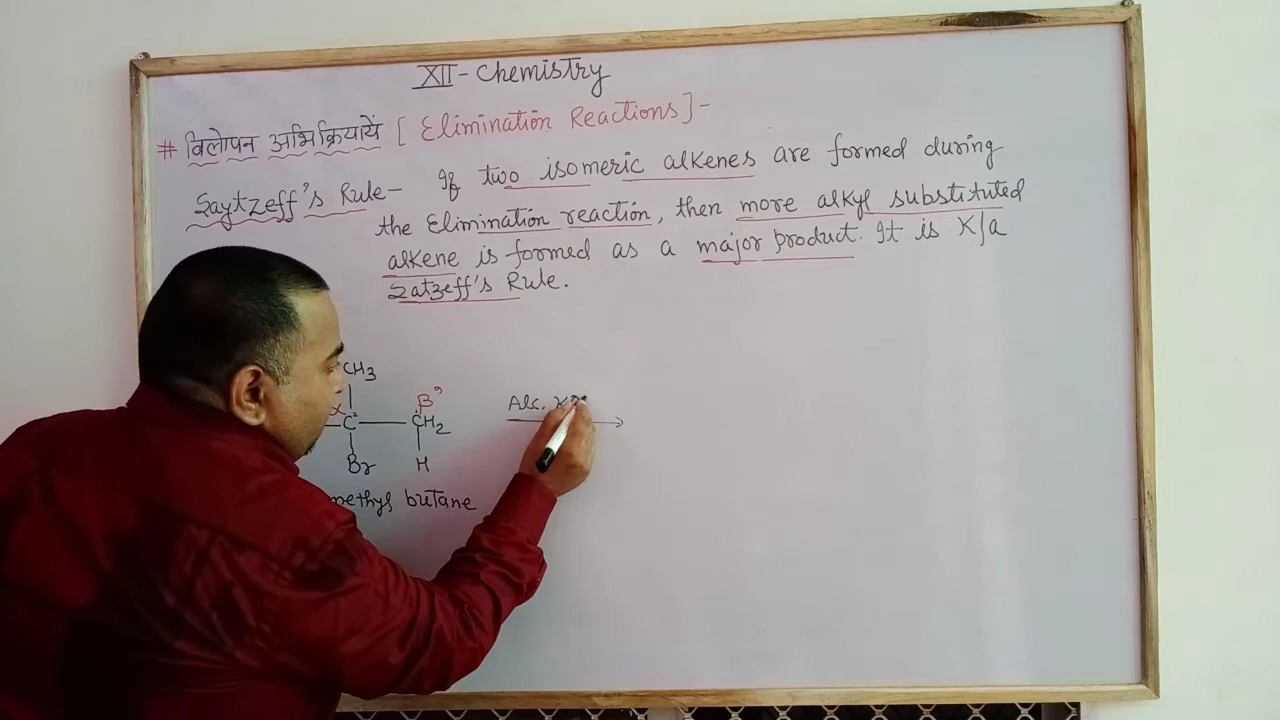 XII - Chemistry
# विलोपन अभिक्रियायें [ Elimination Reactions ] -
Saytzeff's Rule - If two isomeric alkenes are formed during
the Elimination reaction, then more alkyl substituted
alkene is formed as a major product. It is K/a
Zatzeff's Rule.
CH3
α C CH2 β
Alc.
Br H
methyl butane